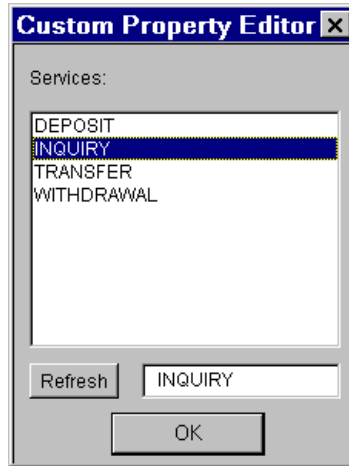 Custom Property Editor
Services:
DEPOSIT
INQUIRY
TRANSFER
WITHDRAWAL
Refresh INQUIRY
OK